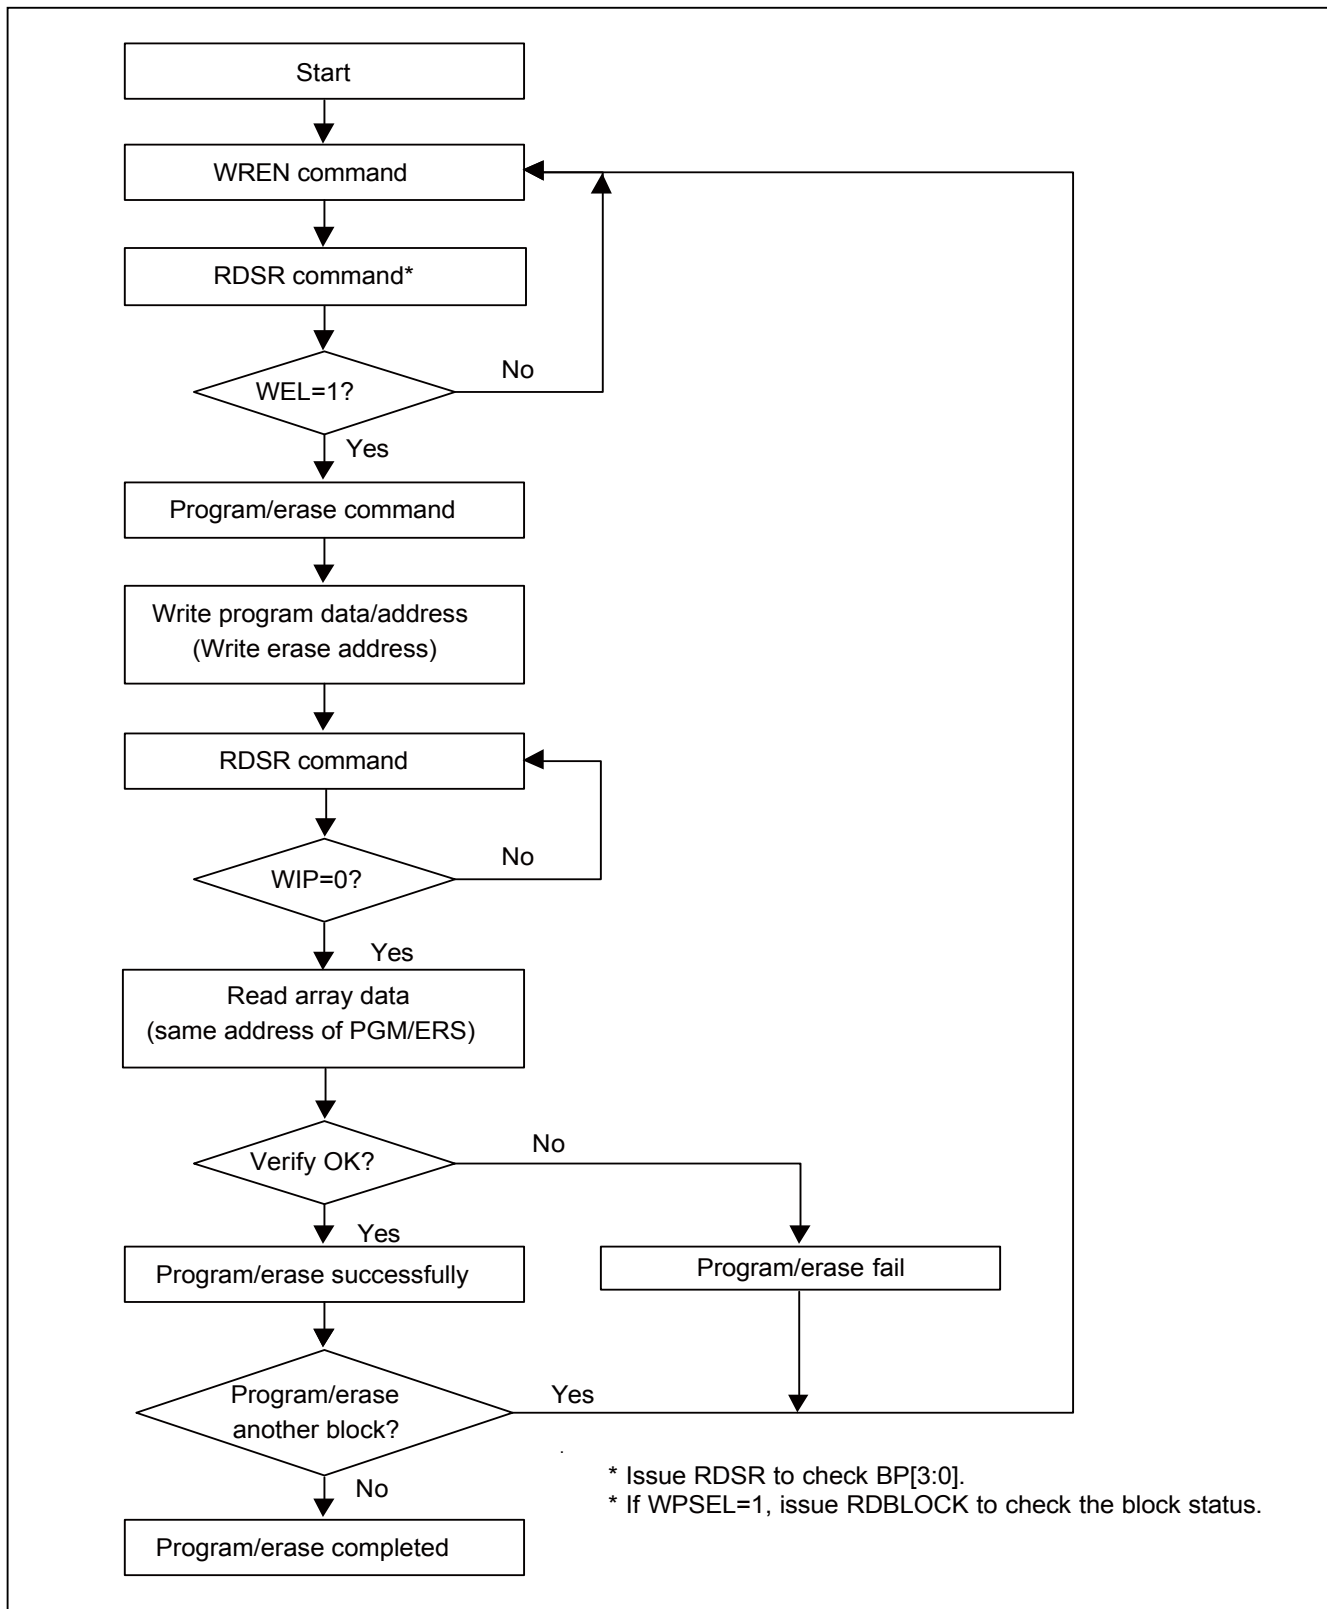 Start
WREN command
RDSR command*
WEL=1?
No
Yes
Program/erase command
Write program data/address
(Write erase address)
RDSR command
WIP=0?
No
Yes
Read array data
(same address of PGM/ERS)
Verify OK?
No
Yes
Program/erase successfully
Program/erase fail
Program/erase
another block?
Yes
No
* Issue RDSR to check BP[3:0].
* If WPSEL=1, issue RDBLOCK to check the block status.
Program/erase completed